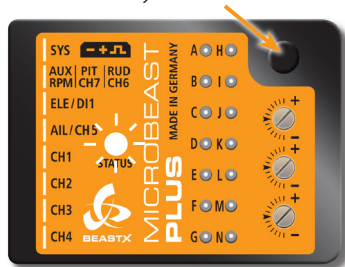 SYS - + ⎍
AUX PIT RUD
RPM CH7 CH6
ELE/DI1
AIL/CH5
STATUS
CH1
CH2
CH3
CH4
BEASTX
MICROBEAST
PLUS
MADE IN GERMANY
A H
B I
C J
D K
E L
F M
G N
+
-
+
-
+
-